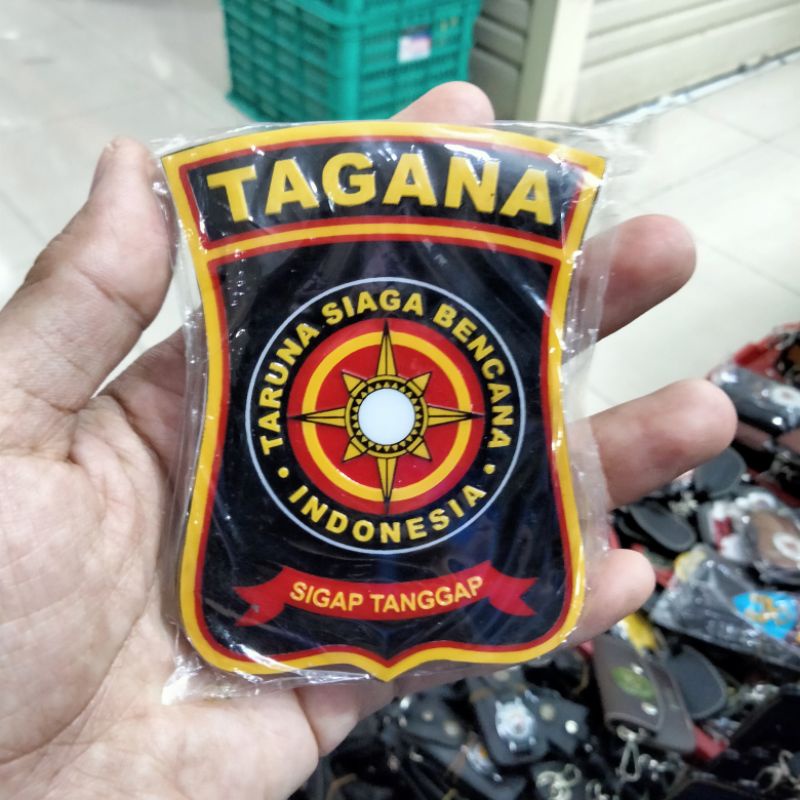 TAGANA
TARUNA SIAGA BENCANA
• INDONESIA •
SIGAP TANGGAP